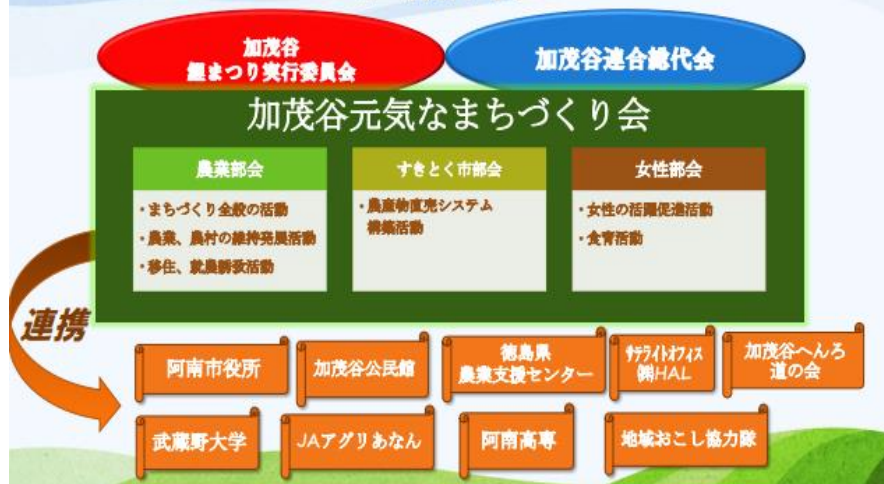 加茂谷
鯉まつり実行委員会
加茂谷連合総代会
加茂谷元気なまちづくり会
農業部会
すきとく市部会
女性部会
・まちづくり全般の活動
・農業、農村の維持発展活動
・移住、就農誘致活動
・農産物直売システム
構築活動
・女性の活躍促進活動
・食育活動
連携
阿南市役所
加茂谷公民館
徳島県
農業支援センター
サテライトオフィス
㈱HAL
加茂谷へんろ
道の会
武蔵野大学
JAアグリあなん
阿南高専
地域おこし協力隊